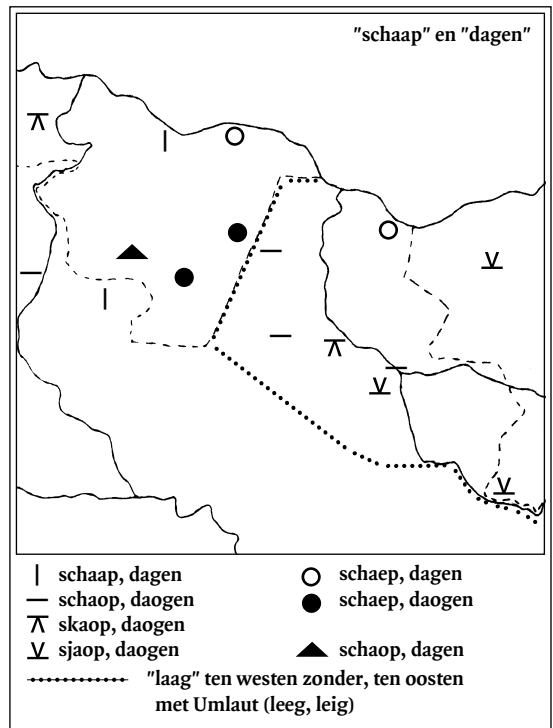 "schaap" en "dagen"
schaap, dagen
schaop, daogen
skaop, daogen
sjaop, daogen
schaep, dagen
schaep, daogen
schaop, dagen
"laag" ten westen zonder, ten oosten
met Umlaut (leeg, leig)